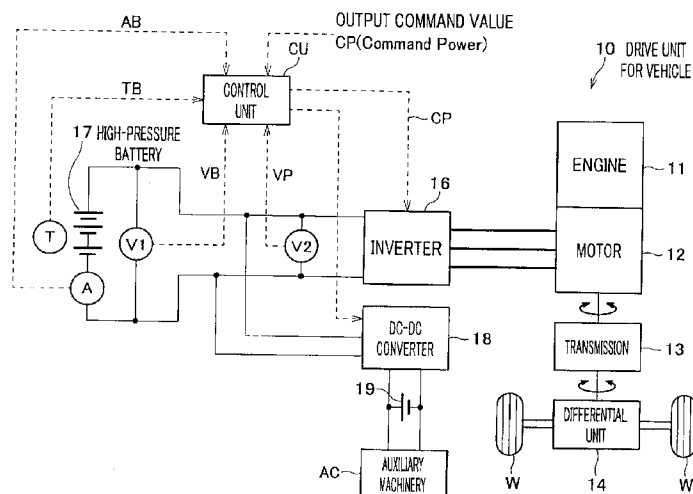 AB
OUTPUT COMMAND VALUE
CP(Command Power)
CU
10 DRIVE UNIT
FOR VEHICLE
TB
CONTROL
UNIT
CP
17 HIGH-PRESSURE
BATTERY
VB
VP
16
ENGINE
11
T
V1
V2
INVERTER
MOTOR
12
A
DC-DC
CONVERTER
18
TRANSMISSION
13
19
DIFFERENTIAL
UNIT
AC
AUXILIARY
MACHINERY
W
14
W